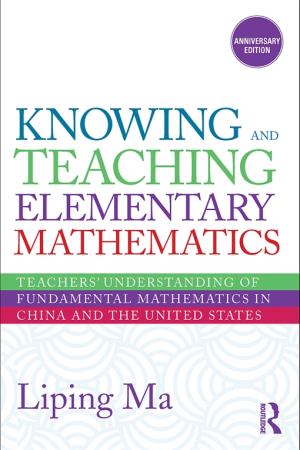 ANNIVERSARY
EDITION
KNOWING AND
TEACHING
ELEMENTARY
MATHEMATICS
TEACHERS' UNDERSTANDING OF
FUNDAMENTAL MATHEMATICS IN
CHINA AND THE UNITED STATES
Liping Ma
R
ROUTLEDGE